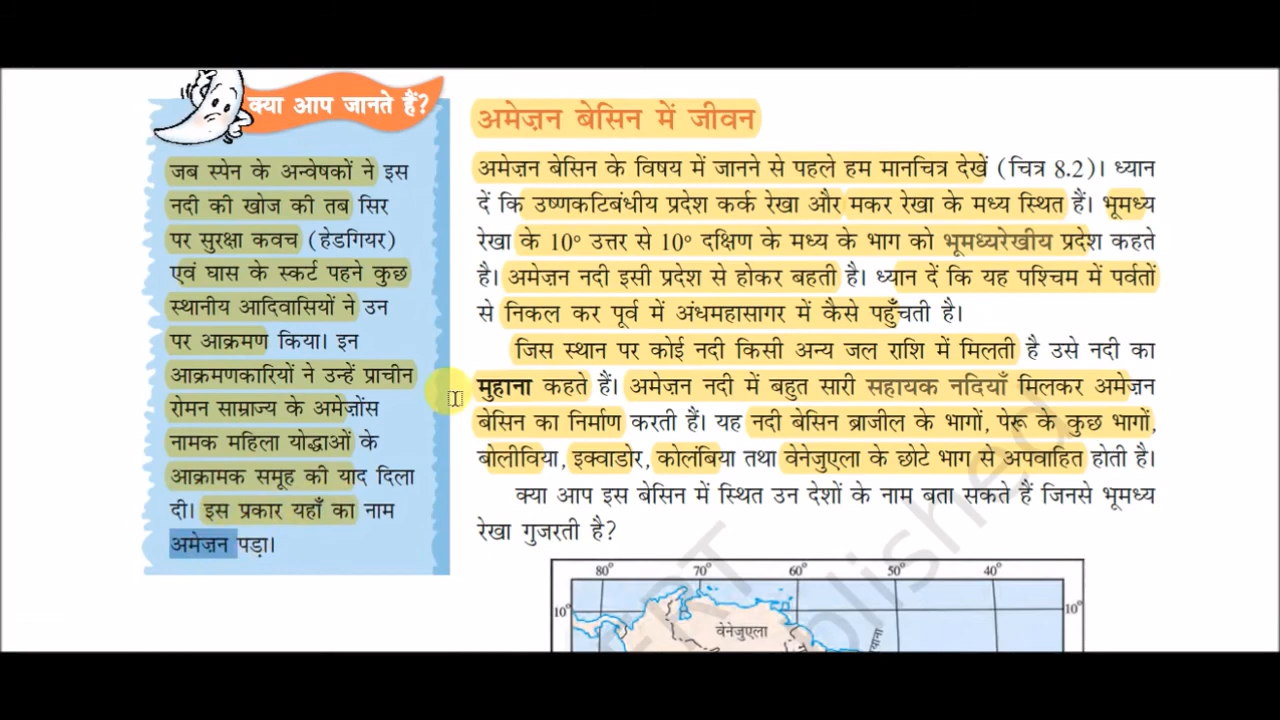 क्या आप जानते हैं?
जब स्पेन के अन्वेषकों ने इस
नदी की खोज की तब सिर
पर सुरक्षा कवच (हेडगियर)
एवं घास के स्कर्ट पहने कुछ
स्थानीय आदिवासियों ने उन
पर आक्रमण किया। इन
आक्रमणकारियों ने उन्हें प्राचीन
रोमन साम्राज्य के अमेज़ोंस
नामक महिला योद्धाओं के
आक्रामक समूह की याद दिला
दी। इस प्रकार यहाँ का नाम
अमेज़न पड़ा।
अमेज़न बेसिन में जीवन
अमेज़न बेसिन के विषय में जानने से पहले हम मानचित्र देखें (चित्र 8.2)। ध्यान
दें कि उष्णकटिबंधीय प्रदेश कर्क रेखा और मकर रेखा के मध्य स्थित हैं। भूमध्य
रेखा के 10° उत्तर से 10° दक्षिण के मध्य के भाग को भूमध्यरेखीय प्रदेश कहते
है। अमेज़न नदी इसी प्रदेश से होकर बहती है। ध्यान दें कि यह पश्चिम में पर्वतों
से निकल कर पूर्व में अंधमहासागर में कैसे पहुँचती है।
जिस स्थान पर कोई नदी किसी अन्य जल राशि में मिलती है उसे नदी का
मुहाना कहते हैं। अमेज़न नदी में बहुत सारी सहायक नदियाँ मिलकर अमेज़न
बेसिन का निर्माण करती हैं। यह नदी बेसिन ब्राजील के भागों, पेरू के कुछ भागों,
बोलीविया, इक्वाडोर, कोलंबिया तथा वेनेजुएला के छोटे भाग से अपवाहित होती है।
क्या आप इस बेसिन में स्थित उन देशों के नाम बता सकते हैं जिनसे भूमध्य
रेखा गुजरती है?
80° 70° 60° 50° 40°
10° 10°
वेनेजुएला